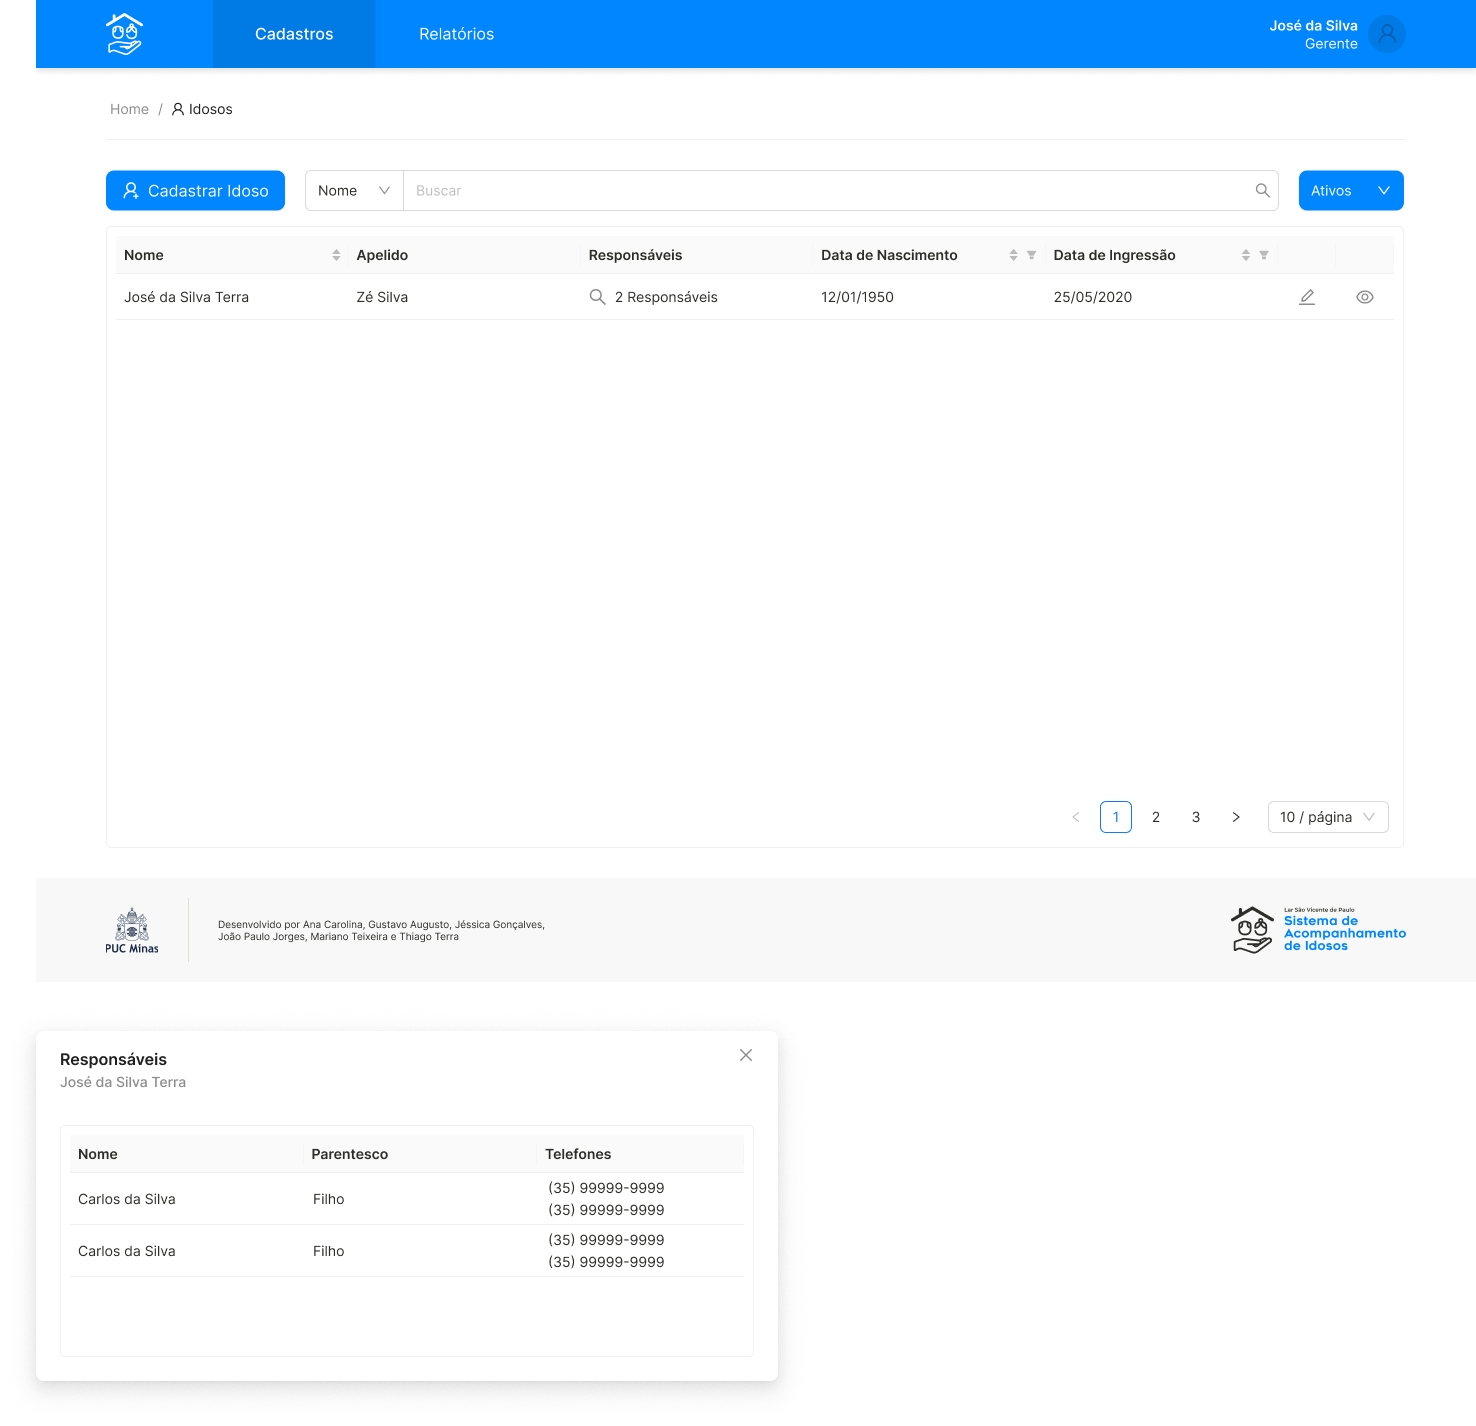 Cadastros
Relatórios
José da Silva
Gerente
Home / Idosos
Cadastrar Idoso
Nome
Buscar
Ativos
Nome
Apelido
Responsáveis
Data de Nascimento
Data de Ingressão
José da Silva Terra
Zé Silva
2 Responsáveis
12/01/1950
25/05/2020
<
1
2
3
>
10 / página
PUC Minas
Desenvolvido por Ana Carolina, Gustavo Augusto, Jéssica Gonçalves,
João Paulo Jorges, Mariano Teixeira e Thiago Terra
Lar São Vicente de Paulo
Sistema de
Acompanhamento
de Idosos
Responsáveis
José da Silva Terra
Nome
Parentesco
Telefones
Carlos da Silva
Filho
(35) 99999-9999
(35) 99999-9999
Carlos da Silva
Filho
(35) 99999-9999
(35) 99999-9999